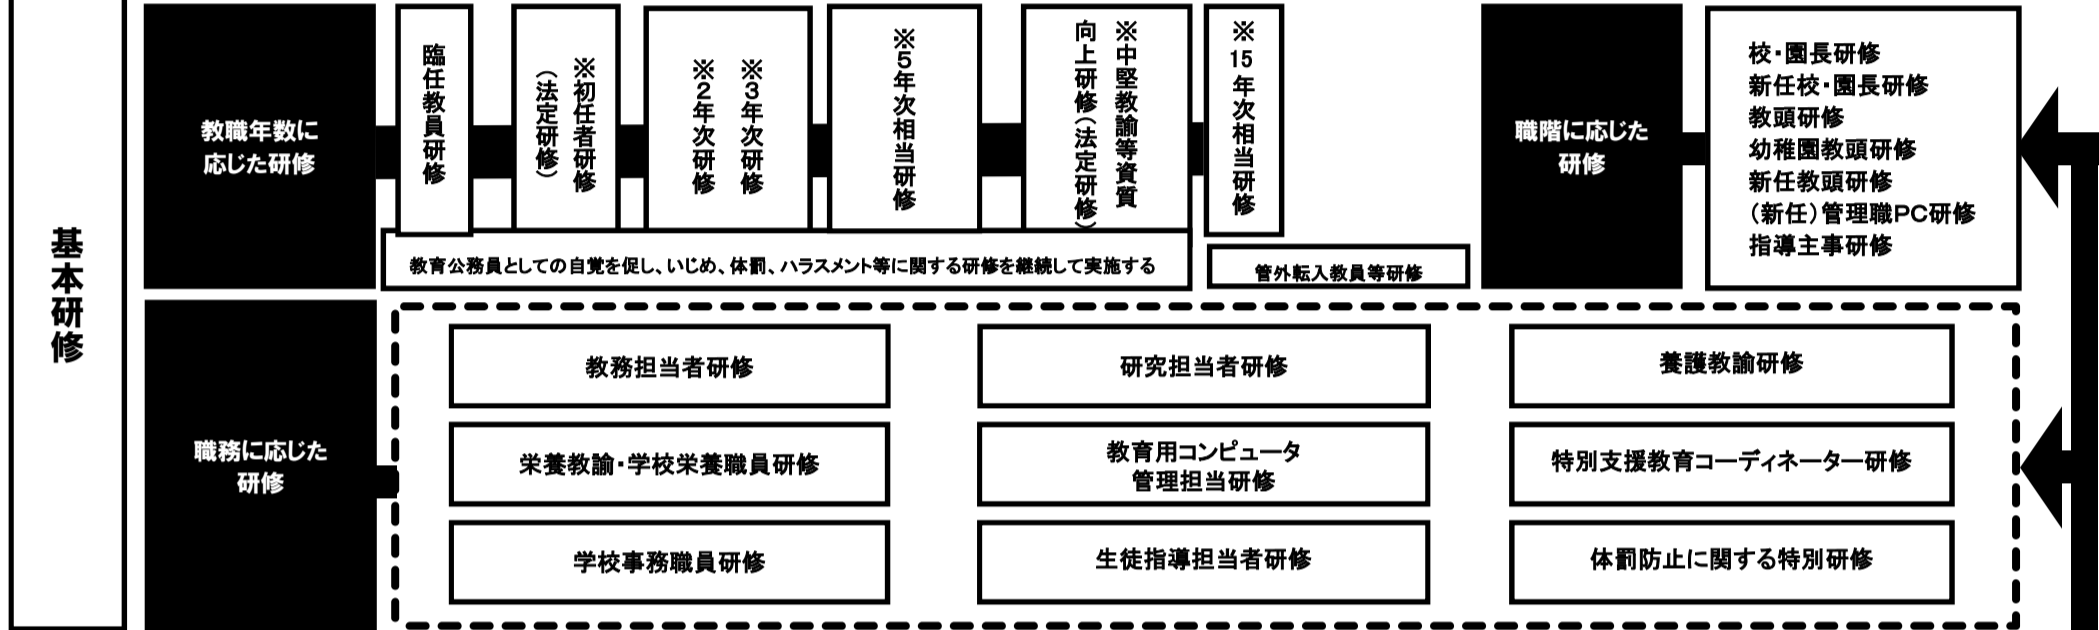 基本研修
教職年数に
応じた研修
臨任教員研修
※初任者研修
(法定研修)
※3年次研修
※2年次研修
※5年次相当研修
※中堅教諭等資質
向上研修(法定研修)
※15年次相当研修
教育公務員としての自覚を促し、いじめ、体罰、ハラスメント等に関する研修を継続して実施する
管外転入教員等研修
職階に応じた
研修
校・園長研修
新任校・園長研修
教頭研修
幼稚園教頭研修
新任教頭研修
(新任)管理職PC研修
指導主事研修
職務に応じた
研修
教務担当者研修
研究担当者研修
養護教諭研修
栄養教諭・学校栄養職員研修
教育用コンピュータ
管理担当研修
特別支援教育コーディネーター研修
学校事務職員研修
生徒指導担当者研修
体罰防止に関する特別研修